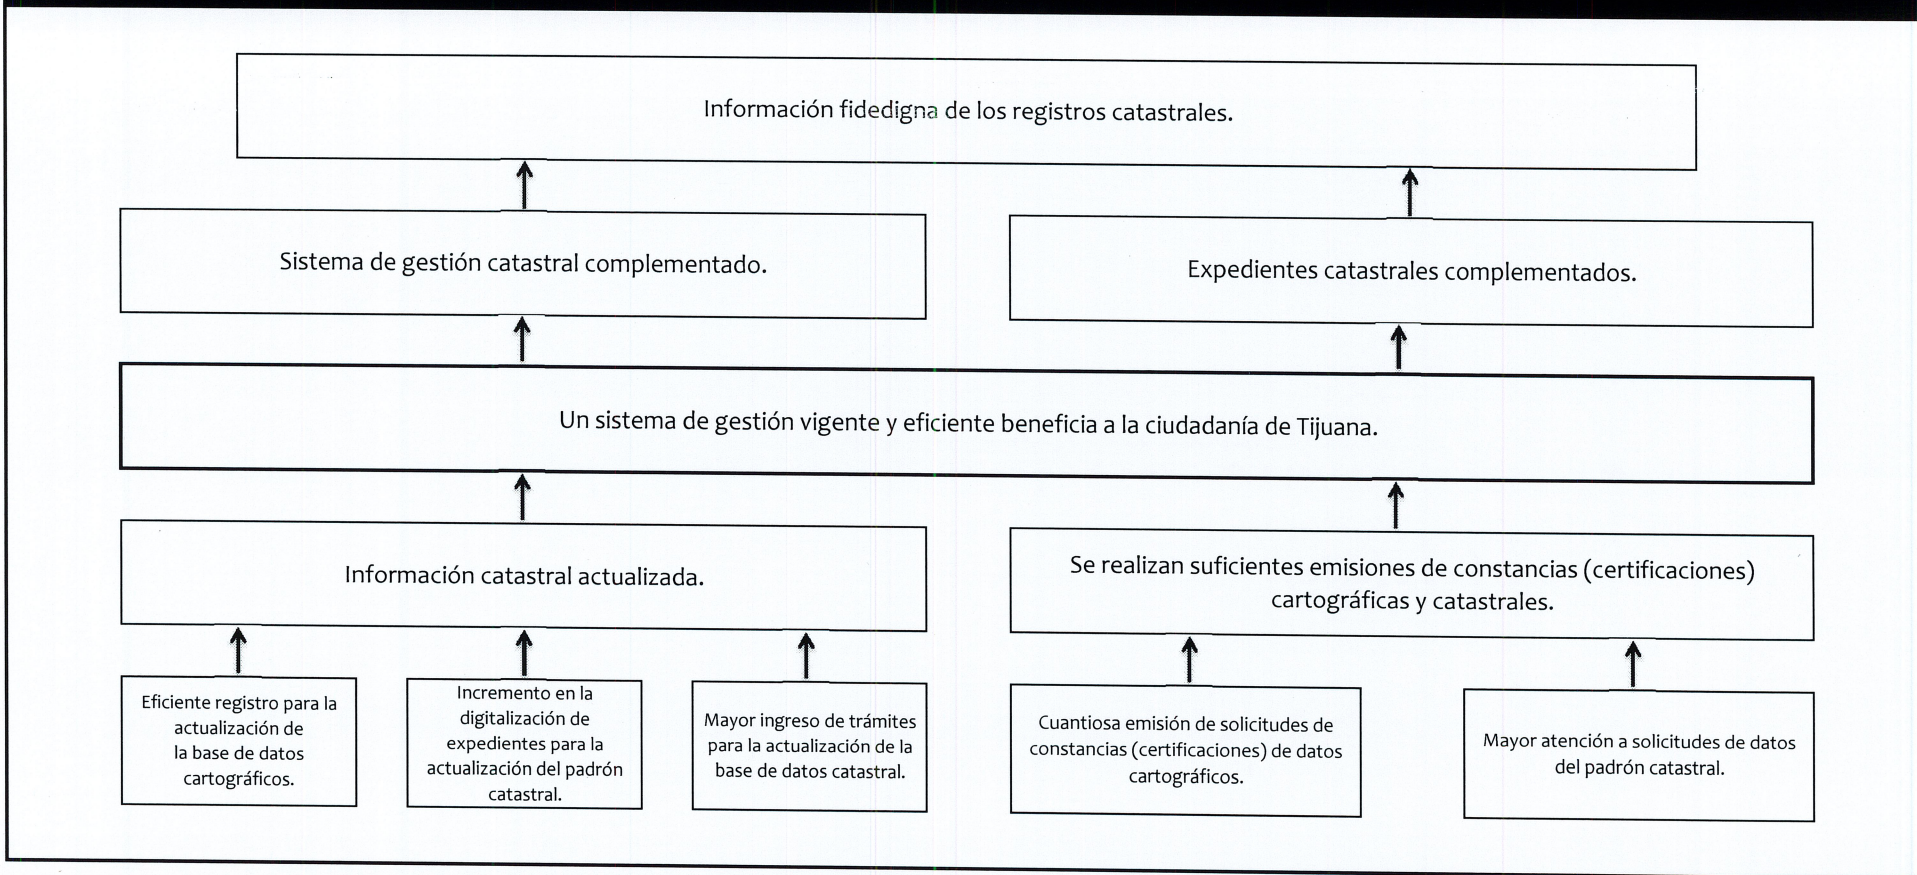 Información fidedigna de los registros catastrales.
Sistema de gestión catastral complementado.
Expedientes catastrales complementados.
Un sistema de gestión vigente y eficiente beneficia a la ciudadanía de Tijuana.
Información catastral actualizada.
Se realizan suficientes emisiones de constancias (certificaciones)
cartográficas y catastrales.
Eficiente registro para la
actualización de
la base de datos
cartográficos.
Incremento en la
digitalización de
expedientes para la
actualización del padrón
catastral.
Mayor ingreso de trámites
para la actualización de la
base de datos catastral.
Cuantiosa emisión de solicitudes de
constancias (certificaciones) de datos
cartográficos.
Mayor atención a solicitudes de datos
del padrón catastral.